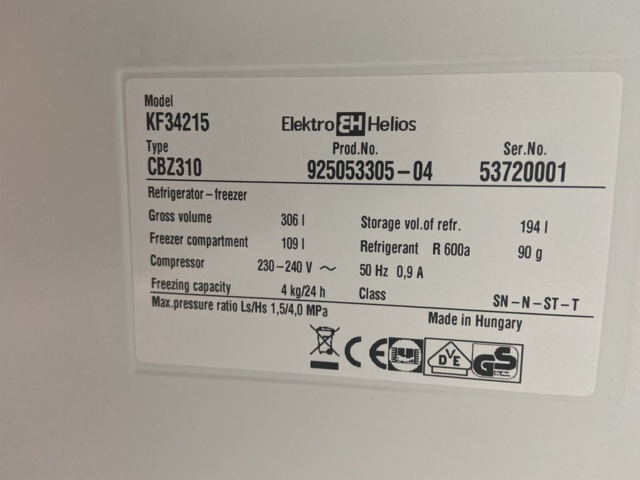 Model
KF34215
Elektro EH Helios
Type
Prod.No.
Ser.No.
CBZ310
925053305-04
53720001
Refrigerator-freezer
Gross volume 306 l
Storage vol.of refr. 194 l
Freezer compartment 109 l
Refrigerant R 600a 90 g
Compressor 230-240 V ~ 50 Hz 0,9 A
Freezing capacity 4 kg/24 h
Class SN-N-ST-T
Max.pressure ratio Ls/Hs 1,5/4,0 MPa
Made in Hungary
CE
DVE
GS